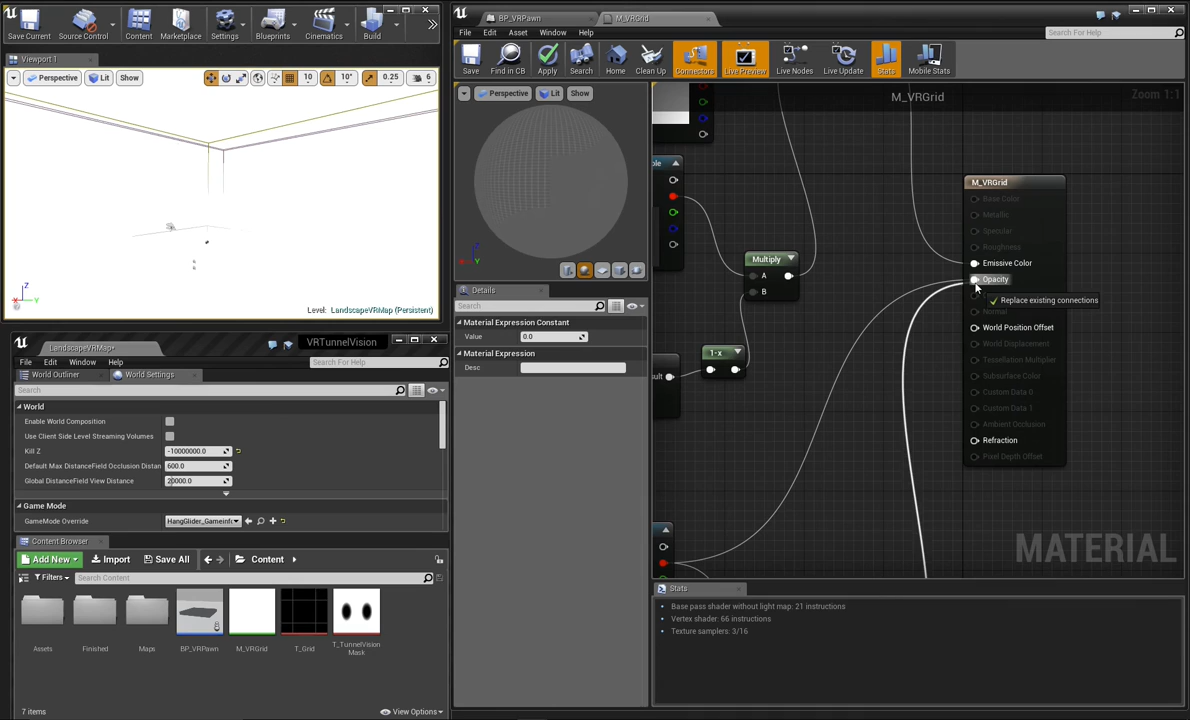 Save Current
Source Control
Content
Marketplace
Settings
Blueprints
Cinematics
Build
Viewport 1
Perspective
Lit
Show
10
10°
0.25
6
Level: LandscapeVRMap (Persistent)
LandscapeVRMap*
VRTunnelVision
File
Edit
Window
Help
Search For Help
World Outliner
World Settings
Search
World
Enable World Composition
Use Client Side Level Streaming Volumes
Kill Z
-10000000.0
Default Max DistanceField Occlusion Distan
600.0
Global DistanceField View Distance
20000.0
Game Mode
GameMode Override
HangGlider_Gameinf
Content Browser
Add New
Import
Save All
Content
Filters
Search Content
Assets
Finished
Maps
BP_VRPawn
M_VRGrid
T_Grid
T_TunnelVision
Mask
7 items
View Options
BP_VRPawn
M_VRGrid
File
Edit
Asset
Window
Help
Search For Help
Save
Find in CB
Apply
Search
Home
Clean Up
Connectors
Live Preview
Live Nodes
Live Update
Stats
Mobile Stats
Perspective
Lit
Show
Details
Search
Material Expression Constant
Value
0.0
Material Expression
Desc
M_VRGrid
Zoom 1:1
ple
Multiply
A
B
1-x
ult
M_VRGrid
Base Color
Metallic
Specular
Roughness
Emissive Color
Opacity
Replace existing connections
Normal
World Position Offset
World Displacement
Tessellation Multiplier
Subsurface Color
Custom Data 0
Custom Data 1
Ambient Occlusion
Refraction
Pixel Depth Offset
MATERIAL
Stats
Base pass shader without light map: 21 instructions
Vertex shader: 66 instructions
Texture samplers: 3/16